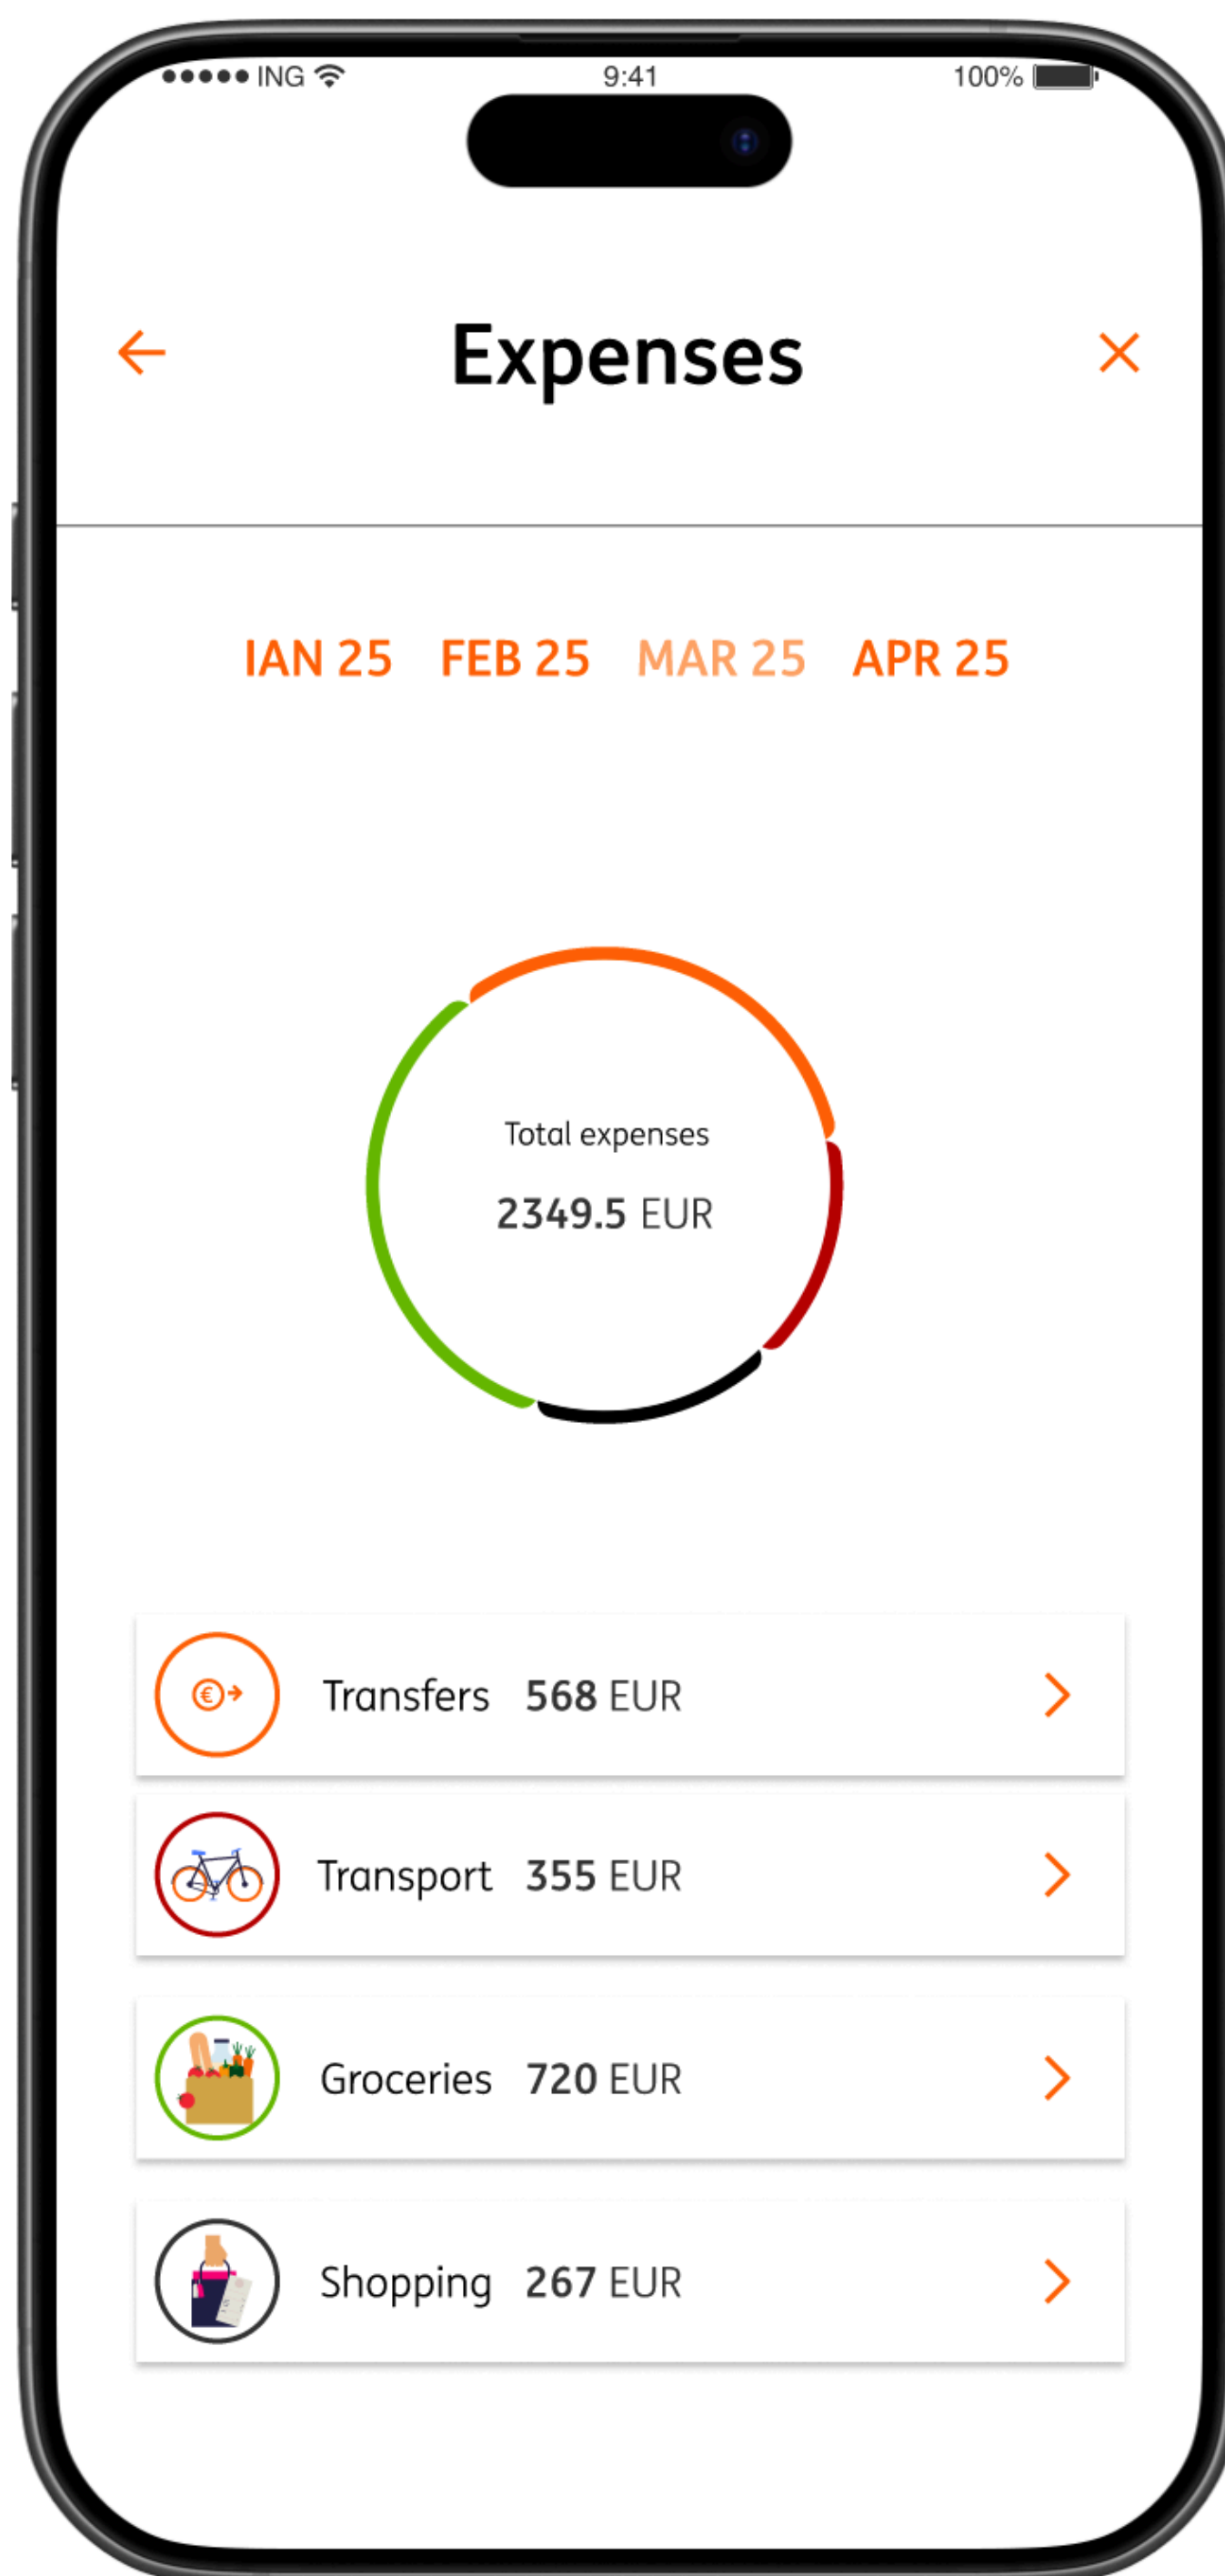 ING 9:41 100%
Expenses
IAN 25 FEB 25 MAR 25 APR 25
Total expenses
2349.5 EUR
Transfers 568 EUR
Transport 355 EUR
Groceries 720 EUR
Shopping 267 EUR